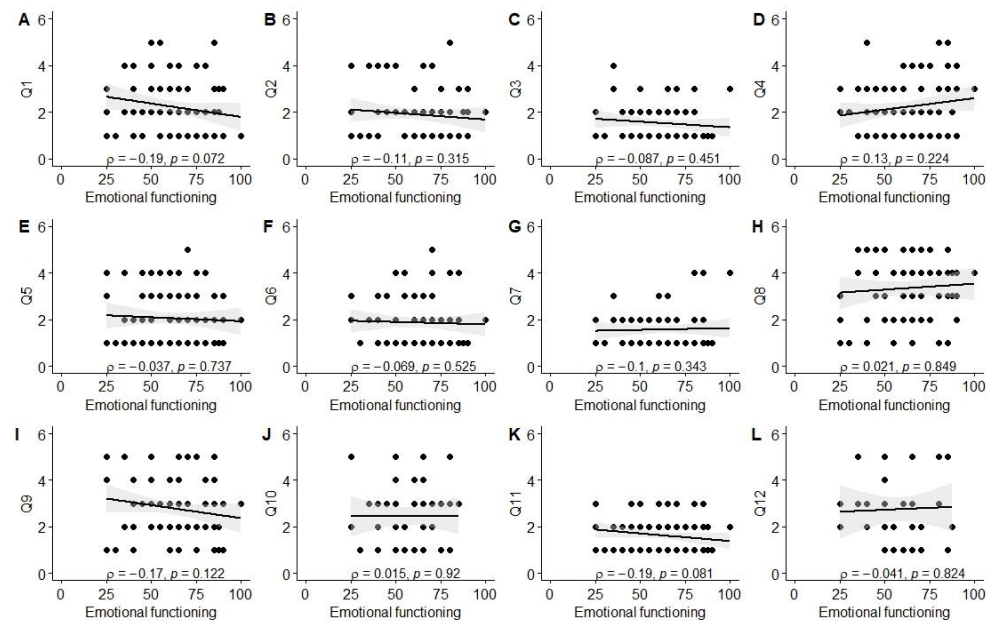 A
Q1
6
4
2
0
ρ = −0.19, p = 0.072
0 25 50 75 100
Emotional functioning
B
Q2
6
4
2
0
ρ = −0.11, p = 0.315
0 25 50 75 100
Emotional functioning
C
Q3
6
4
2
0
ρ = −0.087, p = 0.451
0 25 50 75 100
Emotional functioning
D
Q4
6
4
2
0
ρ = 0.13, p = 0.224
0 25 50 75 100
Emotional functioning
E
Q5
6
4
2
0
ρ = −0.037, p = 0.737
0 25 50 75 100
Emotional functioning
F
Q6
6
4
2
0
ρ = −0.069, p = 0.525
0 25 50 75 100
Emotional functioning
G
Q7
6
4
2
0
ρ = −0.1, p = 0.343
0 25 50 75 100
Emotional functioning
H
Q8
6
4
2
0
ρ = 0.021, p = 0.849
0 25 50 75 100
Emotional functioning
I
Q9
6
4
2
0
ρ = −0.17, p = 0.122
0 25 50 75 100
Emotional functioning
J
Q10
6
4
2
0
ρ = 0.015, p = 0.92
0 25 50 75 100
Emotional functioning
K
Q11
6
4
2
0
ρ = −0.19, p = 0.081
0 25 50 75 100
Emotional functioning
L
Q12
6
4
2
0
ρ = −0.041, p = 0.824
0 25 50 75 100
Emotional functioning